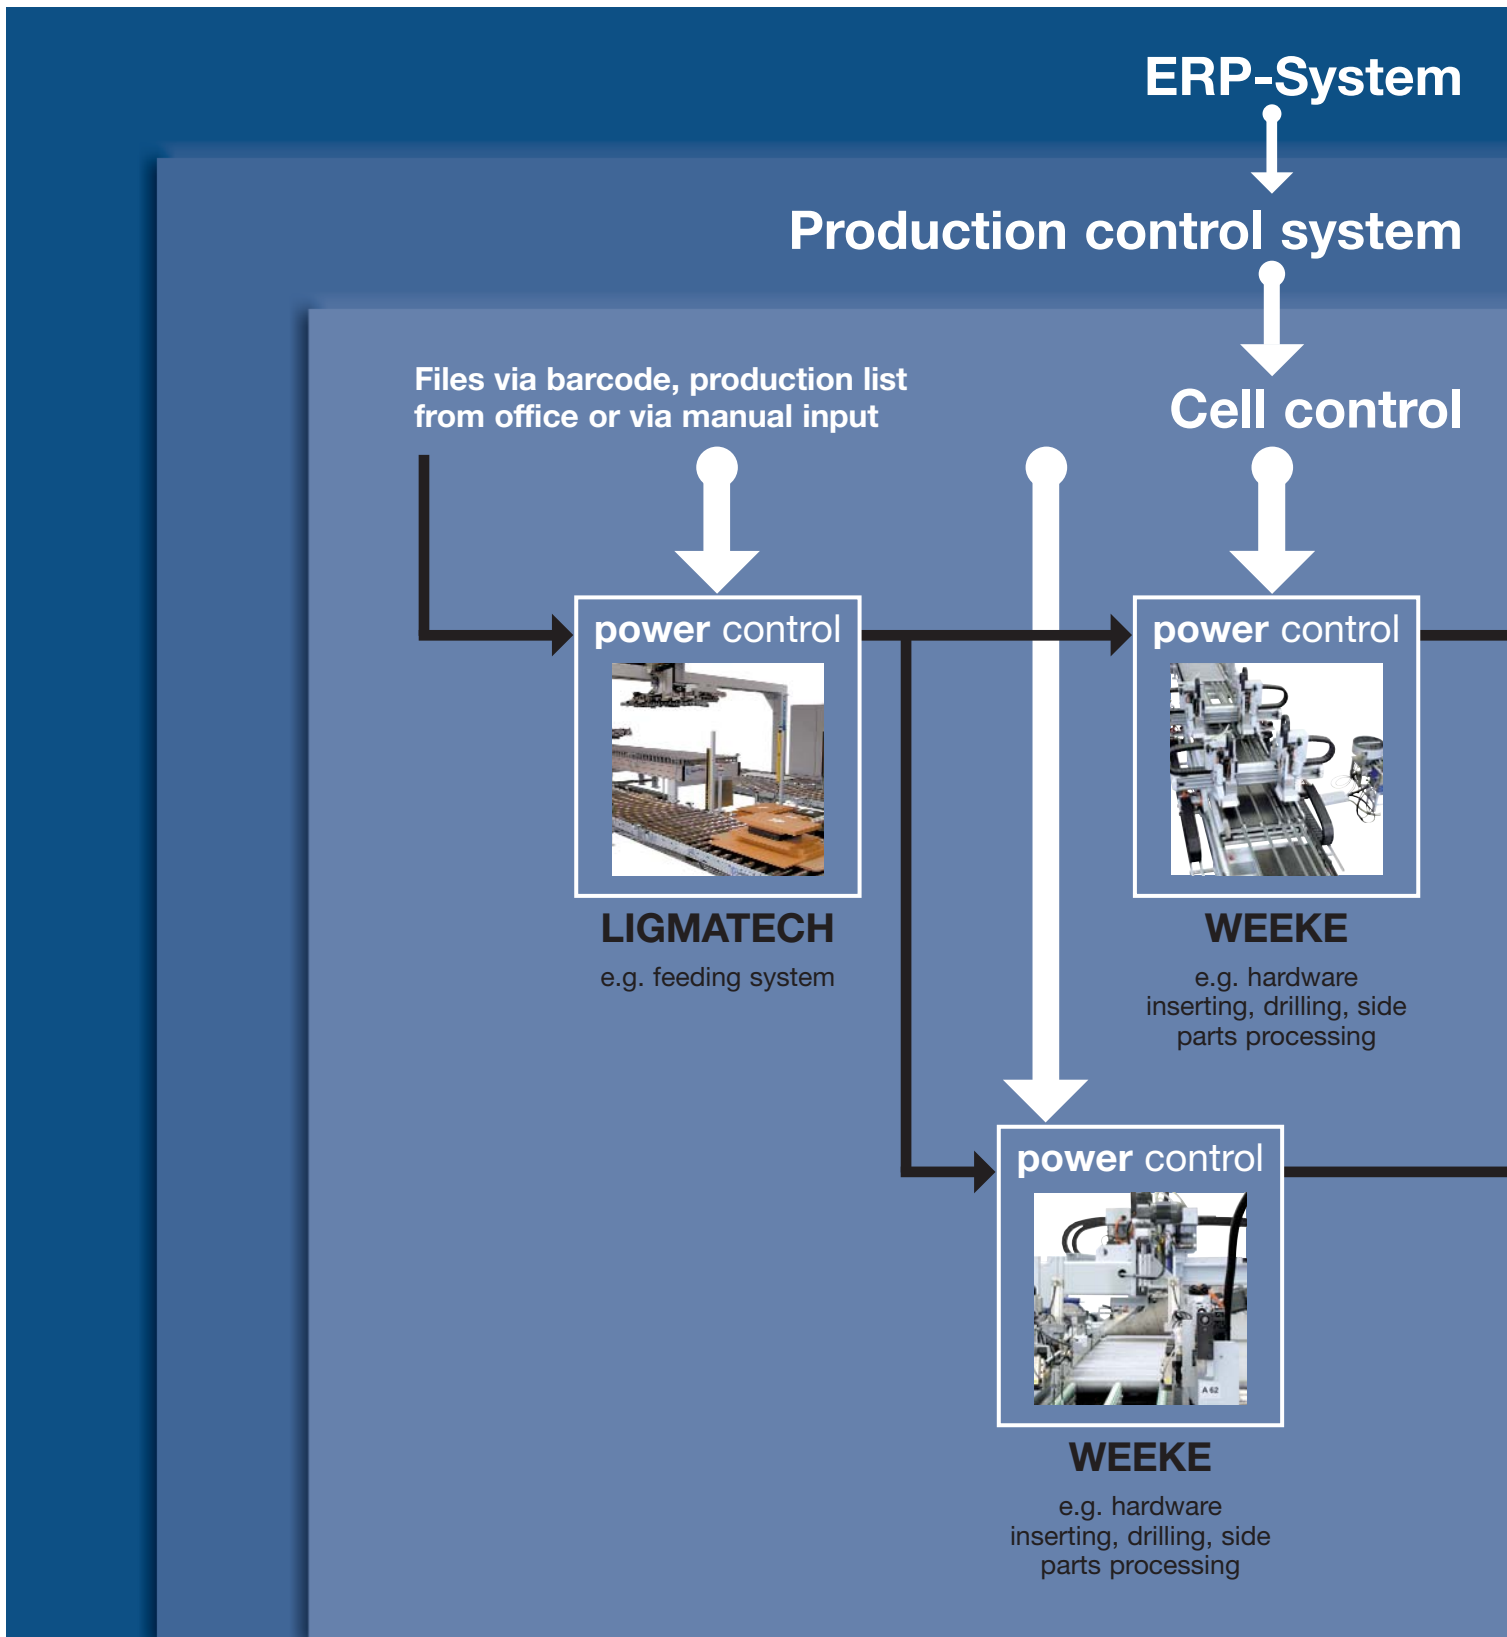 ERP-System
Production control system
Files via barcode, production list
from office or via manual input
Cell control
power control
power control
LIGMATECH
e.g. feeding system
WEEKE
e.g. hardware
inserting, drilling, side
parts processing
power control
A 62
WEEKE
e.g. hardware
inserting, drilling, side
parts processing